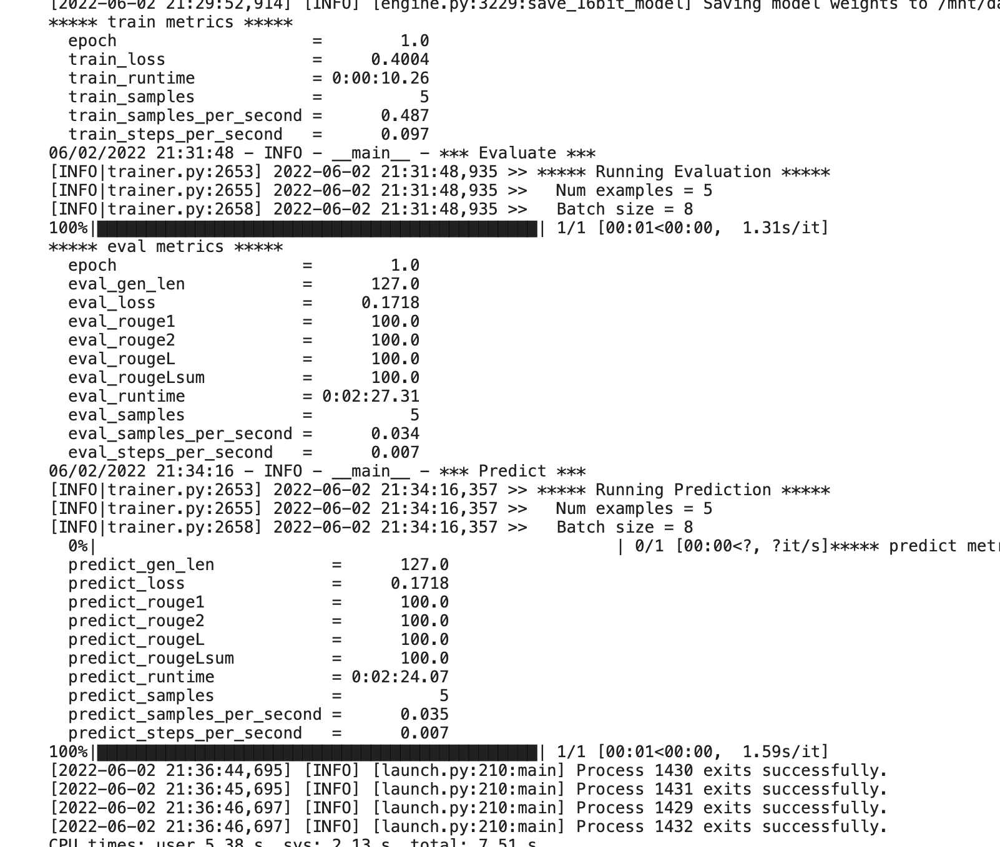 [2022-06-02 21:29:52,914] [INFO] [engine.py:3229:save_16bit_model] Saving model weights to /mnt/da
***** train metrics *****
  epoch                    =        1.0
  train_loss               =     0.4004
  train_runtime            = 0:00:10.26
  train_samples            =          5
  train_samples_per_second =      0.487
  train_steps_per_second   =      0.097
06/02/2022 21:31:48 - INFO - __main__ - *** Evaluate ***
[INFO|trainer.py:2653] 2022-06-02 21:31:48,935 >> ***** Running Evaluation *****
[INFO|trainer.py:2655] 2022-06-02 21:31:48,935 >>   Num examples = 5
[INFO|trainer.py:2658] 2022-06-02 21:31:48,935 >>   Batch size = 8
100%|█████████████████████████████████████████████| 1/1 [00:01<00:00,  1.31s/it]
***** eval metrics *****
  epoch                   =        1.0
  eval_gen_len            =      127.0
  eval_loss               =     0.1718
  eval_rouge1             =      100.0
  eval_rouge2             =      100.0
  eval_rougeL             =      100.0
  eval_rougeLsum          =      100.0
  eval_runtime            = 0:02:27.31
  eval_samples            =          5
  eval_samples_per_second =      0.034
  eval_steps_per_second   =      0.007
06/02/2022 21:34:16 - INFO - __main__ - *** Predict ***
[INFO|trainer.py:2653] 2022-06-02 21:34:16,357 >> ***** Running Prediction *****
[INFO|trainer.py:2655] 2022-06-02 21:34:16,357 >>   Num examples = 5
[INFO|trainer.py:2658] 2022-06-02 21:34:16,357 >>   Batch size = 8
  0%|                                                     | 0/1 [00:00<?, ?it/s]***** predict metr
  predict_gen_len            =      127.0
  predict_loss               =     0.1718
  predict_rouge1             =      100.0
  predict_rouge2             =      100.0
  predict_rougeL             =      100.0
  predict_rougeLsum          =      100.0
  predict_runtime            = 0:02:24.07
  predict_samples            =          5
  predict_samples_per_second =      0.035
  predict_steps_per_second   =      0.007
100%|█████████████████████████████████████████████| 1/1 [00:01<00:00,  1.59s/it]
[2022-06-02 21:36:44,695] [INFO] [launch.py:210:main] Process 1430 exits successfully.
[2022-06-02 21:36:45,695] [INFO] [launch.py:210:main] Process 1431 exits successfully.
[2022-06-02 21:36:46,697] [INFO] [launch.py:210:main] Process 1429 exits successfully.
[2022-06-02 21:36:46,697] [INFO] [launch.py:210:main] Process 1432 exits successfully.
CPU times: user 5.38 s, sys: 2.13 s, total: 7.51 s